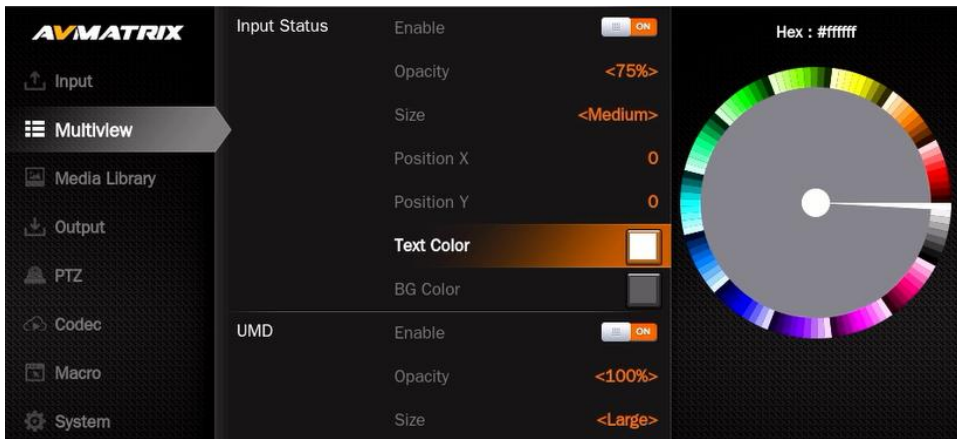 AVMATRIX
Input
Multiview
Media Library
Output
PTZ
Codec
Macro
System
Input Status
Enable ON
Opacity <75%>
Size <Medium>
Position X 0
Position Y 0
Text Color
BG Color
UMD
Enable ON
Opacity <100%>
Size <Large>
Hex : #ffffff